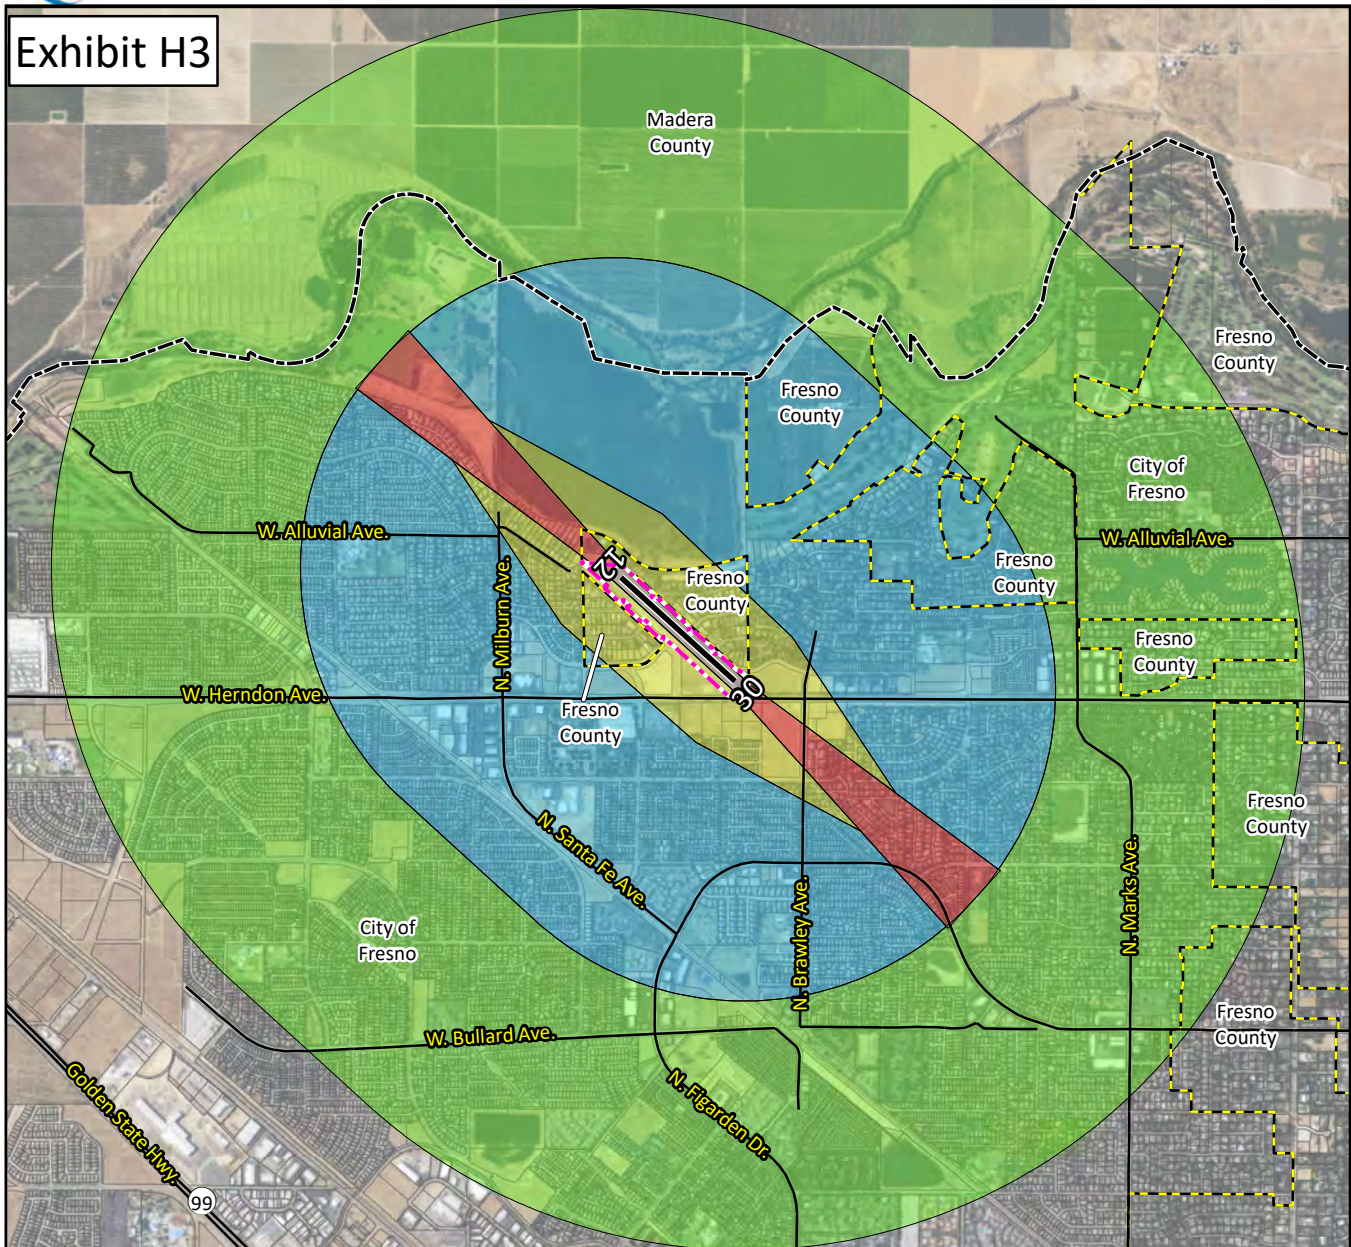 Exhibit H3
Madera
County
Fresno
County
Fresno
County
City of
Fresno
W. Alluvial Ave.
W. Alluvial Ave.
N. Milburn Ave.
12
Fresno
County
Fresno
County
Fresno
County
30
W. Herndon Ave.
Fresno
County
Fresno
County
N. Santa Fe Ave.
N. Brawley Ave.
N. Marks Ave.
City of
Fresno
Fresno
County
W. Bullard Ave.
Golden State Hwy.
N. Figarden Dr.
99